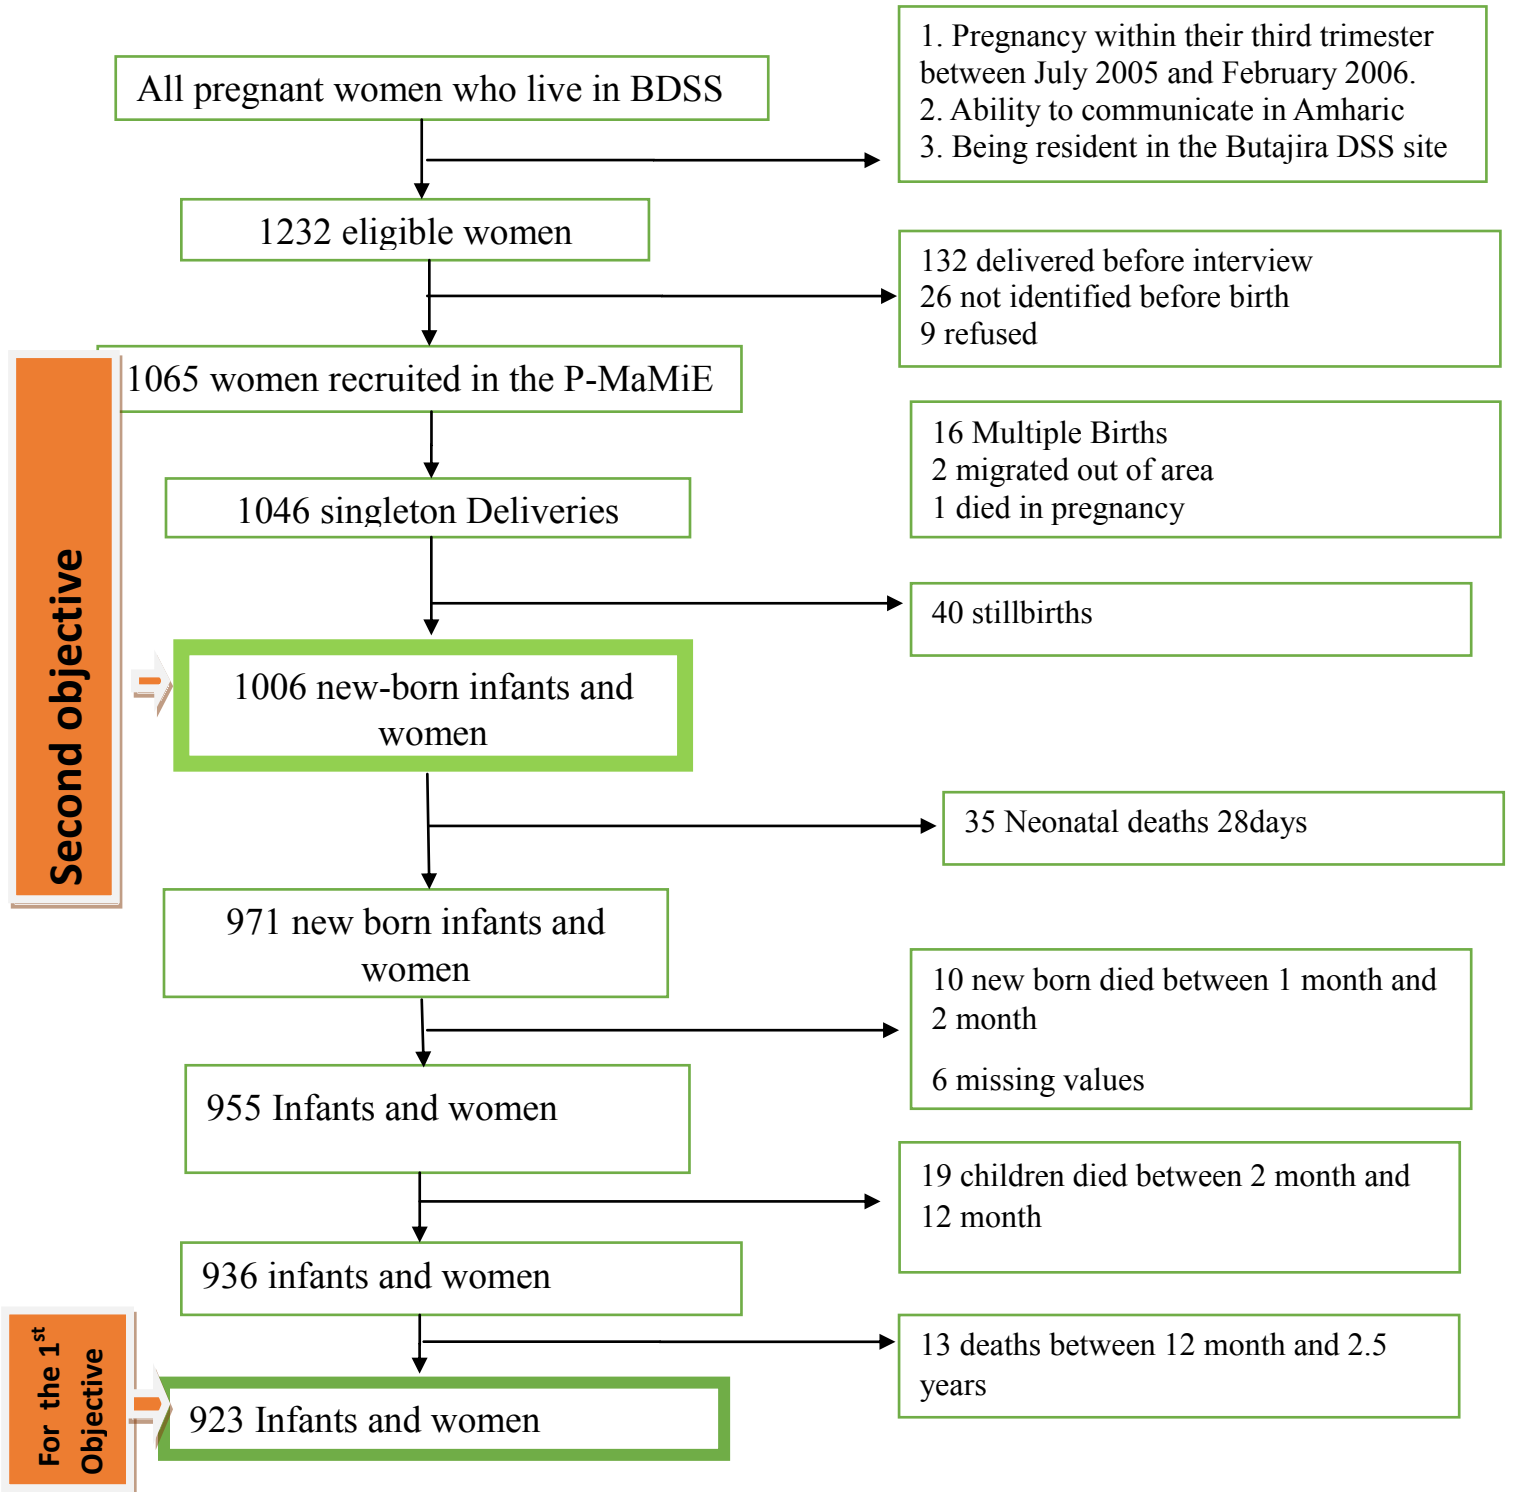 All pregnant women who live in BDSS
1. Pregnancy within their third trimester
between July 2005 and February 2006.
2. Ability to communicate in Amharic
3. Being resident in the Butajira DSS site
1232 eligible women
132 delivered before interview
26 not identified before birth
9 refused
1065 women recruited in the P-MaMiE
16 Multiple Births
2 migrated out of area
1 died in pregnancy
1046 singleton Deliveries
40 stillbirths
Second objective
1006 new-born infants and
women
35 Neonatal deaths 28days
971 new born infants and
women
10 new born died between 1 month and
2 month
6 missing values
955 Infants and women
19 children died between 2 month and
12 month
936 infants and women
13 deaths between 12 month and 2.5
years
For the 1st
Objective
923 Infants and women